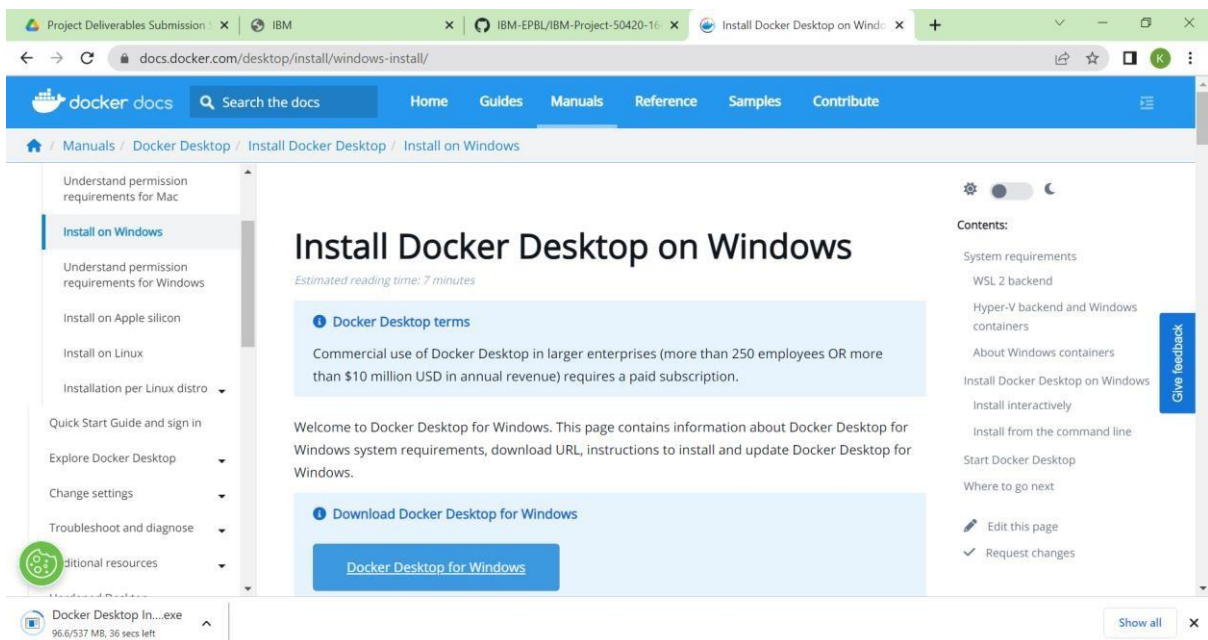 Project Deliverables Submission S
IBM
IBM-EPBL/IBM-Project-50420-16
Install Docker Desktop on Windo
docs.docker.com/desktop/install/windows-install/
K
docker docs
Search the docs
Home
Guides
Manuals
Reference
Samples
Contribute
/ Manuals / Docker Desktop / Install Docker Desktop / Install on Windows
Understand permission
requirements for Mac
Install on Windows
Understand permission
requirements for Windows
Install on Apple silicon
Install on Linux
Installation per Linux distro
Quick Start Guide and sign in
Explore Docker Desktop
Change settings
Troubleshoot and diagnose
ditional resources
Install Docker Desktop on Windows
Estimated reading time: 7 minutes
Docker Desktop terms
Commercial use of Docker Desktop in larger enterprises (more than 250 employees OR more
than $10 million USD in annual revenue) requires a paid subscription.
Welcome to Docker Desktop for Windows. This page contains information about Docker Desktop for
Windows system requirements, download URL, instructions to install and update Docker Desktop for
Windows.
Download Docker Desktop for Windows
Docker Desktop for Windows
Contents:
System requirements
WSL 2 backend
Hyper-V backend and Windows
containers
About Windows containers
Install Docker Desktop on Windows
Install interactively
Install from the command line
Start Docker Desktop
Where to go next
Edit this page
Request changes
Give feedback
Docker Desktop In....exe
96.6/537 MB, 36 secs left
Show all